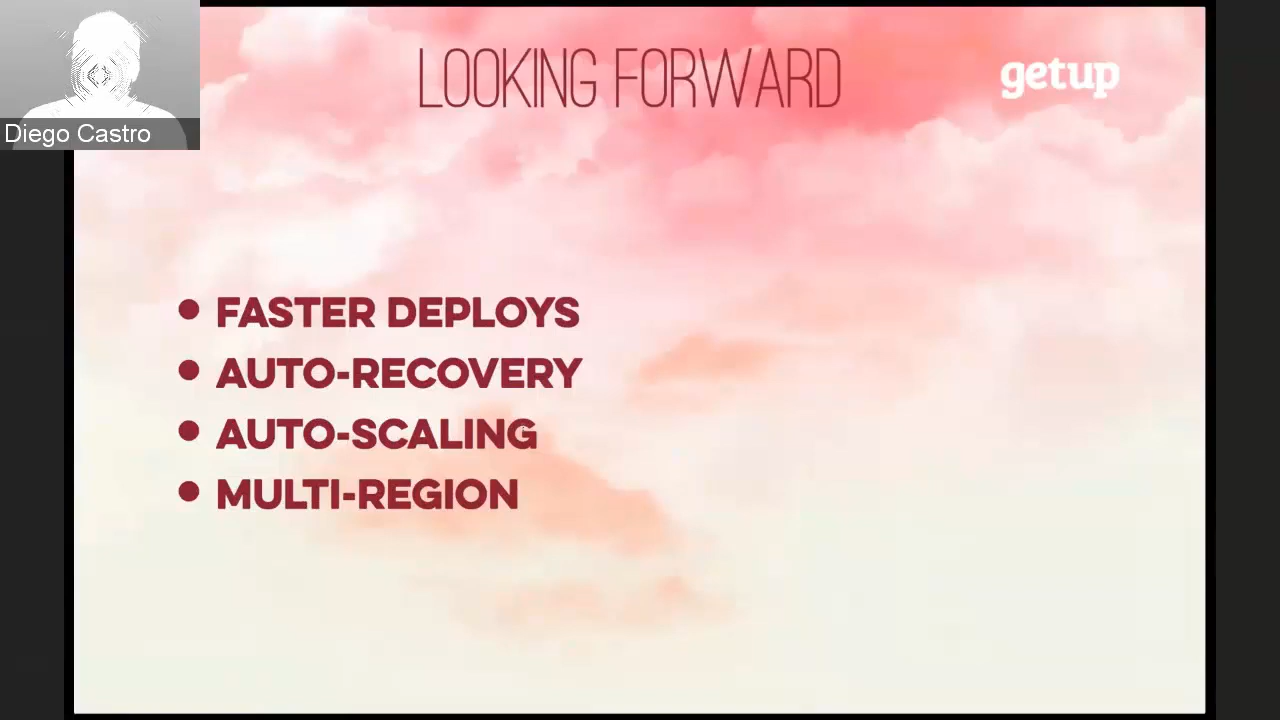 LOOKING FORWARD
getup
Diego Castro
• FASTER DEPLOYS
• AUTO-RECOVERY
• AUTO-SCALING
• MULTI-REGION